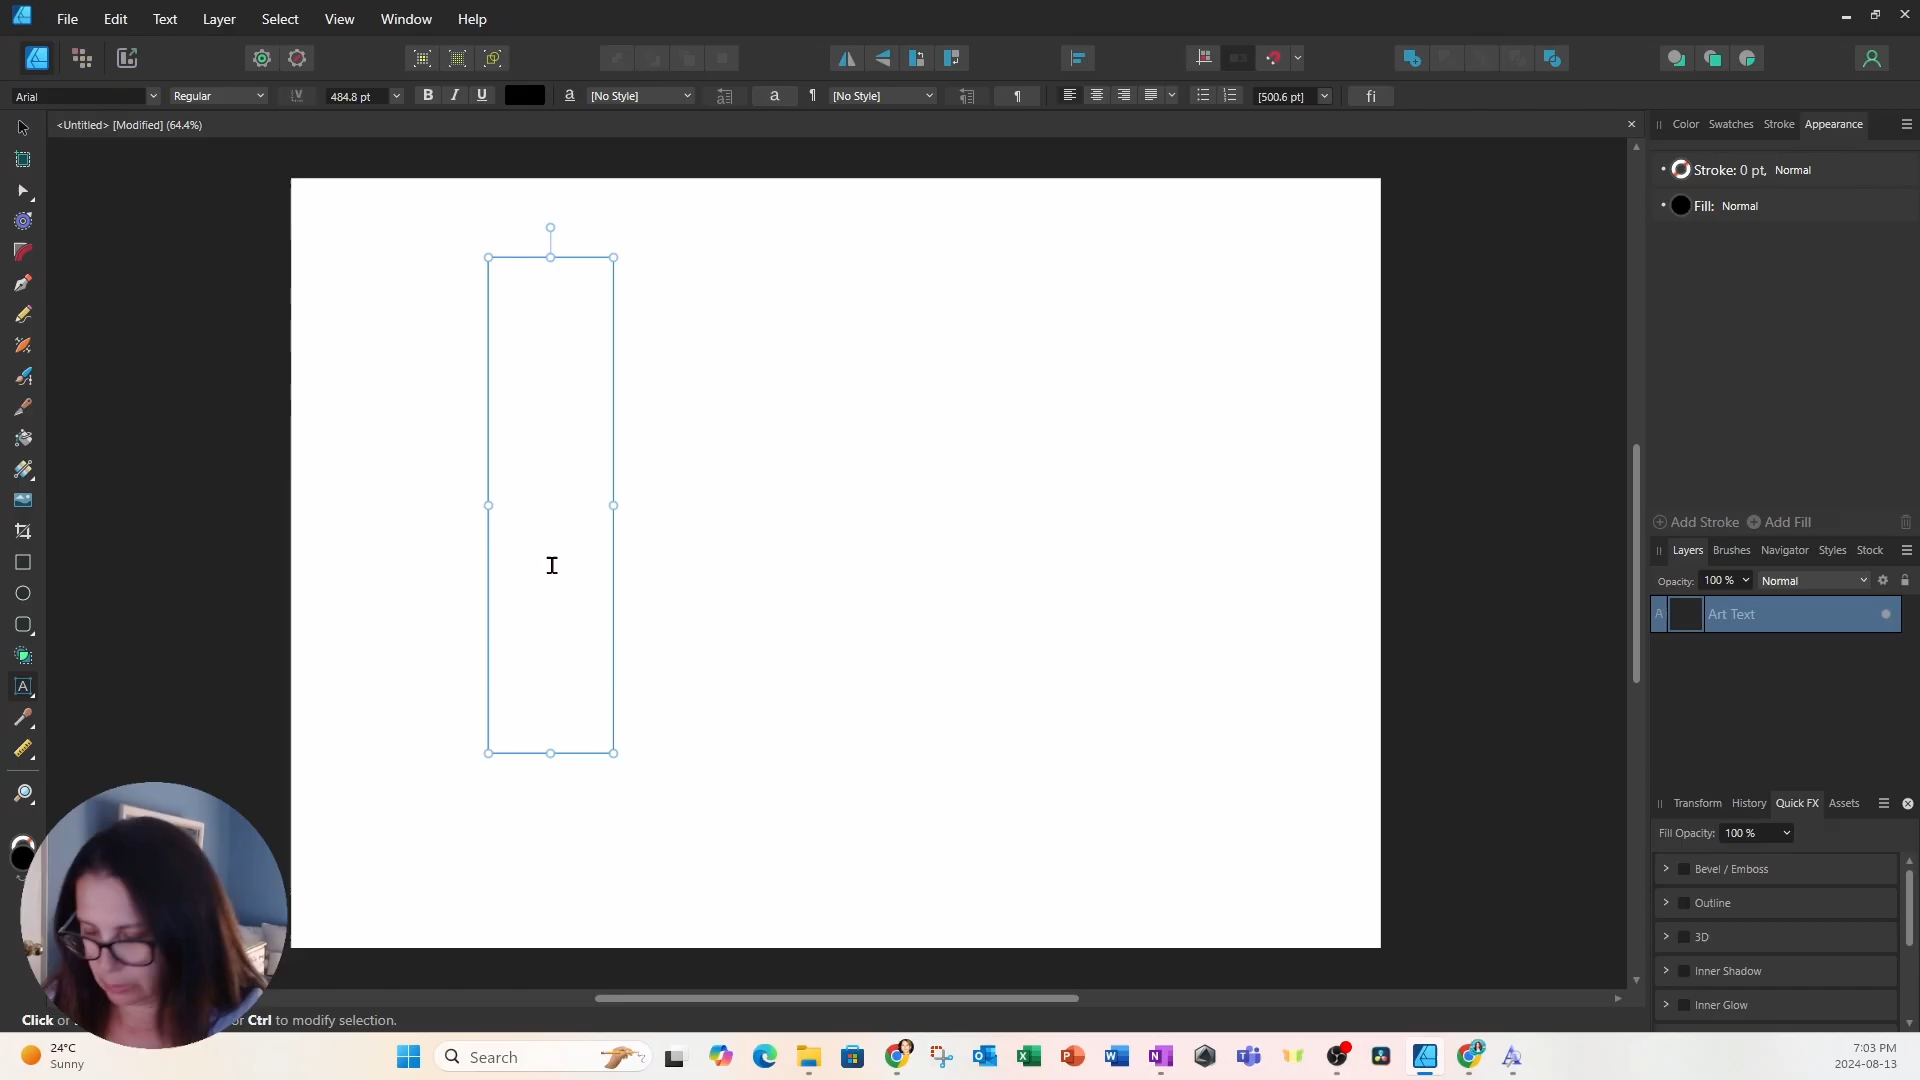 File Edit Text Layer Select View Window Help
Arial Regular 484.8 pt B I U a [No Style] a [No Style] [500.6 pt] fi
<Untitled> [Modified] (64.4%)
Color Swatches Stroke Appearance
Stroke: 0 pt, Normal
Fill: Normal
Add Stroke Add Fill
Layers Brushes Navigator Styles Stock
Opacity: 100 % Normal
A Art Text
Transform History Quick FX Assets
Fill Opacity: 100 %
Bevel / Emboss
Outline
3D
Inner Shadow
Inner Glow
Click or
or Ctrl to modify selection.
24°C
Sunny
Search
7:03 PM
2024-08-13